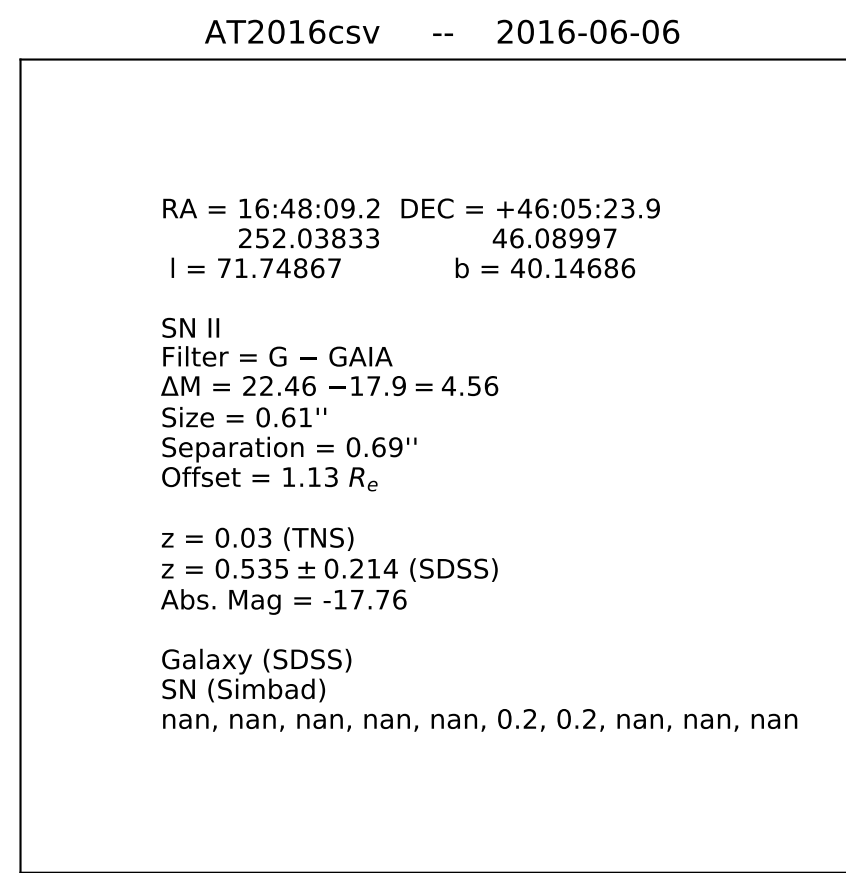 AT2016csv -- 2016-06-06
RA = 16:48:09.2 DEC = +46:05:23.9
252.03833 46.08997
l = 71.74867 b = 40.14686
SN II
Filter = G − GAIA
ΔM = 22.46 −17.9 = 4.56
Size = 0.61''
Separation = 0.69''
Offset = 1.13 Rₑ
z = 0.03 (TNS)
z = 0.535 ± 0.214 (SDSS)
Abs. Mag = -17.76
Galaxy (SDSS)
SN (Simbad)
nan, nan, nan, nan, nan, 0.2, 0.2, nan, nan, nan